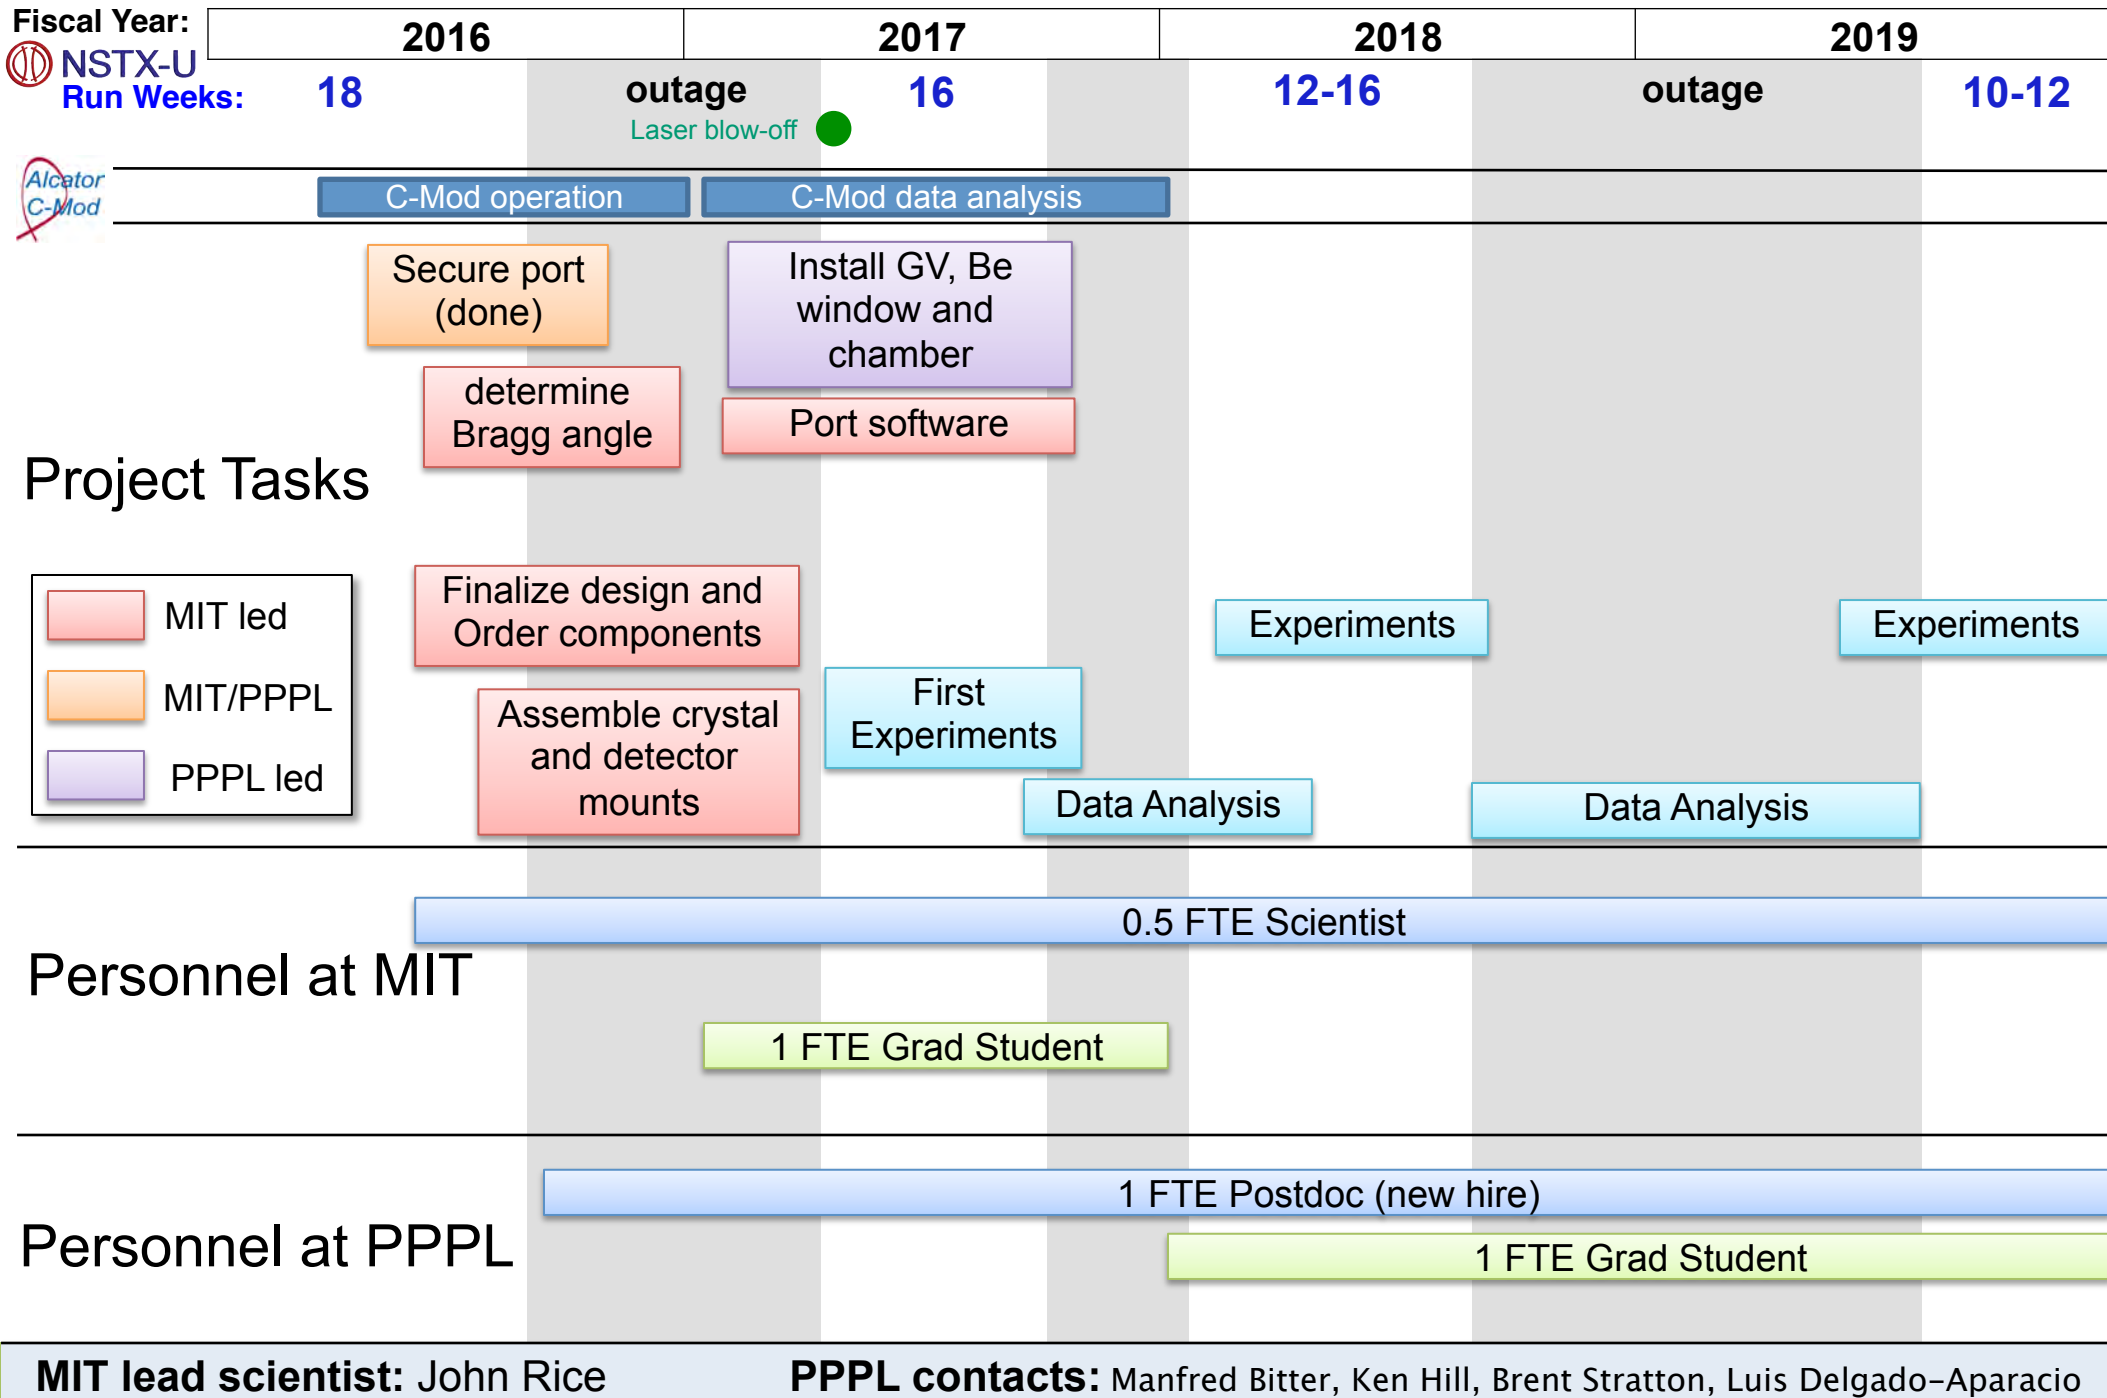 Fiscal Year:
2016
2017
2018
2019
NSTX-U
Run Weeks:
18
outage
16
12-16
outage
10-12
Laser blow-off
Alcator
C-Mod
C-Mod operation
C-Mod data analysis
Secure port
(done)
Install GV, Be
window and
chamber
determine
Bragg angle
Port software
Project Tasks
Finalize design and
Order components
Experiments
Experiments
MIT led
MIT/PPPL
PPPL led
First
Experiments
Assemble crystal
and detector
mounts
Data Analysis
Data Analysis
0.5 FTE Scientist
Personnel at MIT
1 FTE Grad Student
1 FTE Postdoc (new hire)
Personnel at PPPL
1 FTE Grad Student
MIT lead scientist: John Rice
PPPL contacts: Manfred Bitter, Ken Hill, Brent Stratton, Luis Delgado-Aparacio